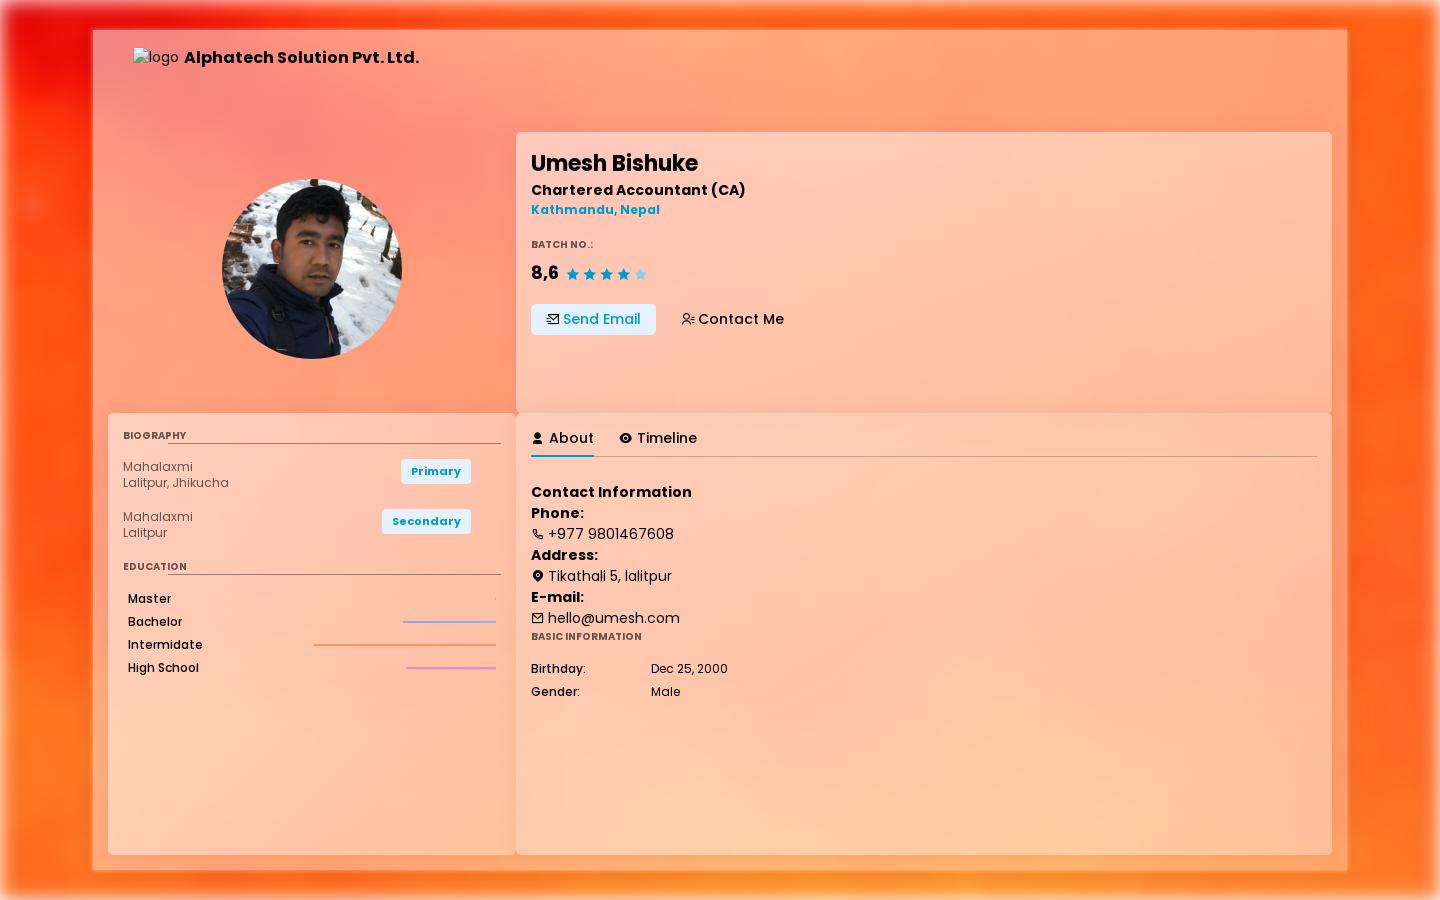 logo Alphatech Solution Pvt. Ltd.
Umesh Bishuke
Chartered Accountant (CA)
Kathmandu, Nepal
BATCH NO.:
8,6
Send Email Contact Me
BIOGRAPHY
Mahalaxmi
Lalitpur, Jhikucha
Primary
Mahalaxmi
Lalitpur
Secondary
EDUCATION
Master
Bachelor
Intermidate
High School
About Timeline
Contact Information
Phone:
+977 9801467608
Address:
Tikathali 5, lalitpur
E-mail:
hello@umesh.com
BASIC INFORMATION
Birthday: Dec 25, 2000
Gender: Male